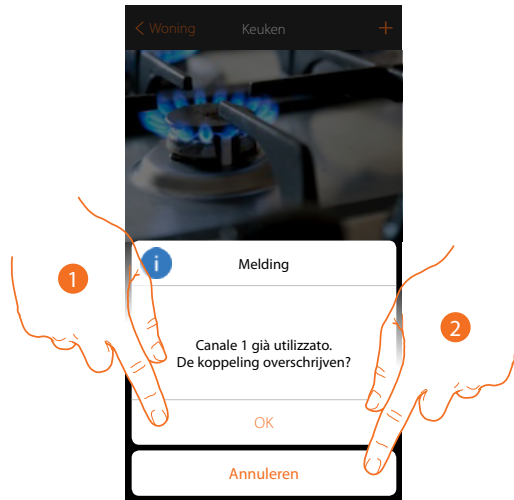 Woning Keuken +
i Melding
1
Canale 1 già utilizzato.
De koppeling overschrijven?
2
OK
Annuleren